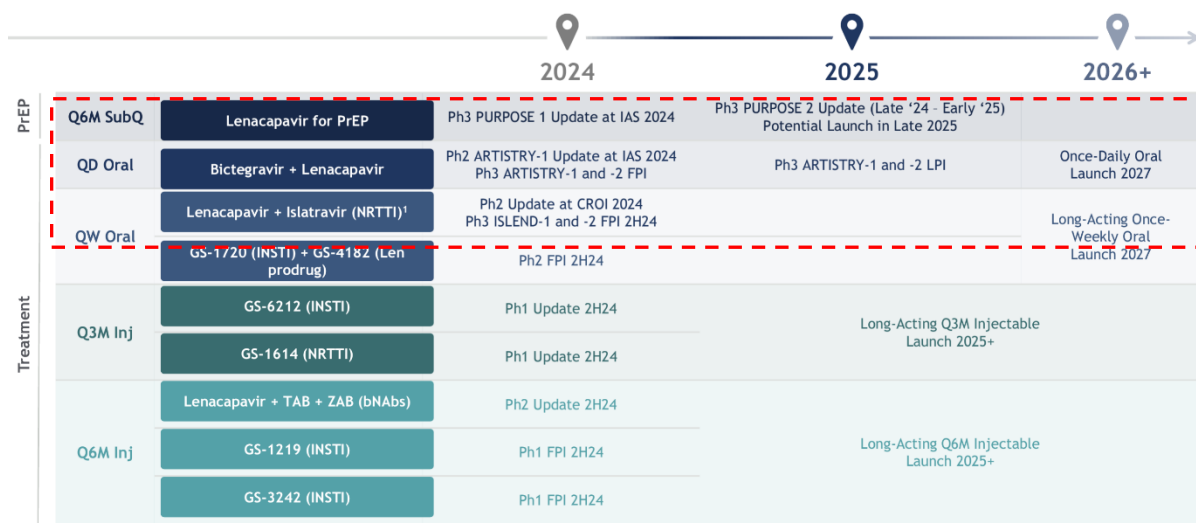 2024
2025
2026+
PrEP
Q6M SubQ
Lenacapavir for PrEP
Ph3 PURPOSE 1 Update at IAS 2024
Ph3 PURPOSE 2 Update (Late ‘24 – Early ‘25)
Potential Launch in Late 2025
Treatment
QD Oral
Bictegravir + Lenacapavir
Ph2 ARTISTRY-1 Update at IAS 2024
Ph3 ARTISTRY-1 and -2 FPI
Ph3 ARTISTRY-1 and -2 LPI
Once-Daily Oral
Launch 2027
QW Oral
Lenacapavir + Islatravir (NRTTI)¹
Ph2 Update at CROI 2024
Ph3 ISLEND-1 and -2 FPI 2H24
Long-Acting Once-
Weekly Oral
Launch 2027
GS-1720 (INSTI) + GS-4182 (Len
prodrug)
Ph2 FPI 2H24
Q3M Inj
GS-6212 (INSTI)
Ph1 Update 2H24
Long-Acting Q3M Injectable
Launch 2025+
GS-1614 (NRTTI)
Ph1 Update 2H24
Q6M Inj
Lenacapavir + TAB + ZAB (bNAbs)
Ph2 Update 2H24
Long-Acting Q6M Injectable
Launch 2025+
GS-1219 (INSTI)
Ph1 FPI 2H24
GS-3242 (INSTI)
Ph1 FPI 2H24